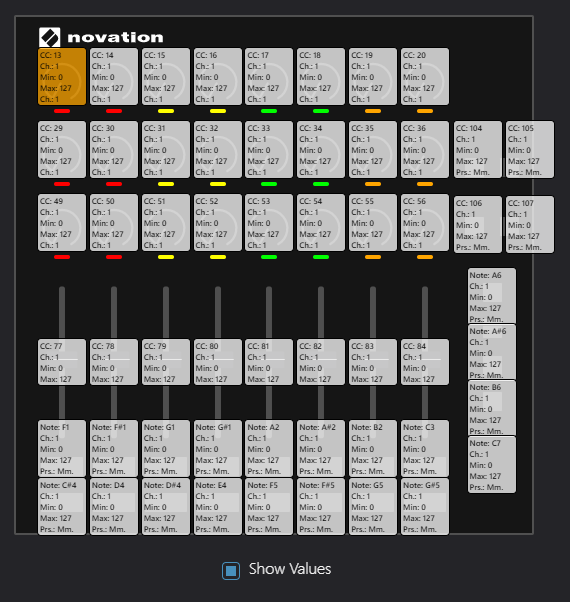 novation
CC: 13 CC: 14 CC: 15 CC: 16 CC: 17 CC: 18 CC: 19 CC: 20
Ch.: 1 Ch.: 1 Ch.: 1 Ch.: 1 Ch.: 1 Ch.: 1 Ch.: 1 Ch.: 1
Min: 0 Min: 0 Min: 0 Min: 0 Min: 0 Min: 0 Min: 0 Min: 0
Max: 127 Max: 127 Max: 127 Max: 127 Max: 127 Max: 127 Max: 127 Max: 127
Ch.: 1 Ch.: 1 Ch.: 1 Ch.: 1 Ch.: 1 Ch.: 1 Ch.: 1 Ch.: 1
CC: 29 CC: 30 CC: 31 CC: 32 CC: 33 CC: 34 CC: 35 CC: 36 CC: 104 CC: 105
Ch.: 1 Ch.: 1 Ch.: 1 Ch.: 1 Ch.: 1 Ch.: 1 Ch.: 1 Ch.: 1 Ch.: 1 Ch.: 1
Min: 0 Min: 0 Min: 0 Min: 0 Min: 0 Min: 0 Min: 0 Min: 0 Min: 0 Min: 0
Max: 127 Max: 127 Max: 127 Max: 127 Max: 127 Max: 127 Max: 127 Max: 127 Max: 127 Max: 127
Ch.: 1 Ch.: 1 Ch.: 1 Ch.: 1 Ch.: 1 Ch.: 1 Ch.: 1 Ch.: 1 Prs.: Mm. Prs.: Mm.
CC: 49 CC: 50 CC: 51 CC: 52 CC: 53 CC: 54 CC: 55 CC: 56 CC: 106 CC: 107
Ch.: 1 Ch.: 1 Ch.: 1 Ch.: 1 Ch.: 1 Ch.: 1 Ch.: 1 Ch.: 1 Ch.: 1 Ch.: 1
Min: 0 Min: 0 Min: 0 Min: 0 Min: 0 Min: 0 Min: 0 Min: 0 Min: 0 Min: 0
Max: 127 Max: 127 Max: 127 Max: 127 Max: 127 Max: 127 Max: 127 Max: 127 Max: 127 Max: 127
Ch.: 1 Ch.: 1 Ch.: 1 Ch.: 1 Ch.: 1 Ch.: 1 Ch.: 1 Ch.: 1 Prs.: Mm. Prs.: Mm.
Note: A6
Ch.: 1
Min: 0
Max: 127
Prs.: Mm.
Note: A#6
Ch.: 1
Min: 0
Max: 127
Prs.: Mm.
Note: B6
Ch.: 1
Min: 0
Max: 127
Prs.: Mm.
Note: C7
Ch.: 1
Min: 0
Max: 127
Prs.: Mm.
CC: 77 CC: 78 CC: 79 CC: 80 CC: 81 CC: 82 CC: 83 CC: 84
Ch.: 1 Ch.: 1 Ch.: 1 Ch.: 1 Ch.: 1 Ch.: 1 Ch.: 1 Ch.: 1
Min: 0 Min: 0 Min: 0 Min: 0 Min: 0 Min: 0 Min: 0 Min: 0
Max: 127 Max: 127 Max: 127 Max: 127 Max: 127 Max: 127 Max: 127 Max: 127
Note: F1 Note: F#1 Note: G1 Note: G#1 Note: A2 Note: A#2 Note: B2 Note: C3
Ch.: 1 Ch.: 1 Ch.: 1 Ch.: 1 Ch.: 1 Ch.: 1 Ch.: 1 Ch.: 1
Min: 0 Min: 0 Min: 0 Min: 0 Min: 0 Min: 0 Min: 0 Min: 0
Max: 127 Max: 127 Max: 127 Max: 127 Max: 127 Max: 127 Max: 127 Max: 127
Prs.: Mm. Prs.: Mm. Prs.: Mm. Prs.: Mm. Prs.: Mm. Prs.: Mm. Prs.: Mm. Prs.: Mm.
Note: C#4 Note: D4 Note: D#4 Note: E4 Note: F5 Note: F#5 Note: G5 Note: G#5
Ch.: 1 Ch.: 1 Ch.: 1 Ch.: 1 Ch.: 1 Ch.: 1 Ch.: 1 Ch.: 1
Min: 0 Min: 0 Min: 0 Min: 0 Min: 0 Min: 0 Min: 0 Min: 0
Max: 127 Max: 127 Max: 127 Max: 127 Max: 127 Max: 127 Max: 127 Max: 127
Prs.: Mm. Prs.: Mm. Prs.: Mm. Prs.: Mm. Prs.: Mm. Prs.: Mm. Prs.: Mm. Prs.: Mm.
Show Values